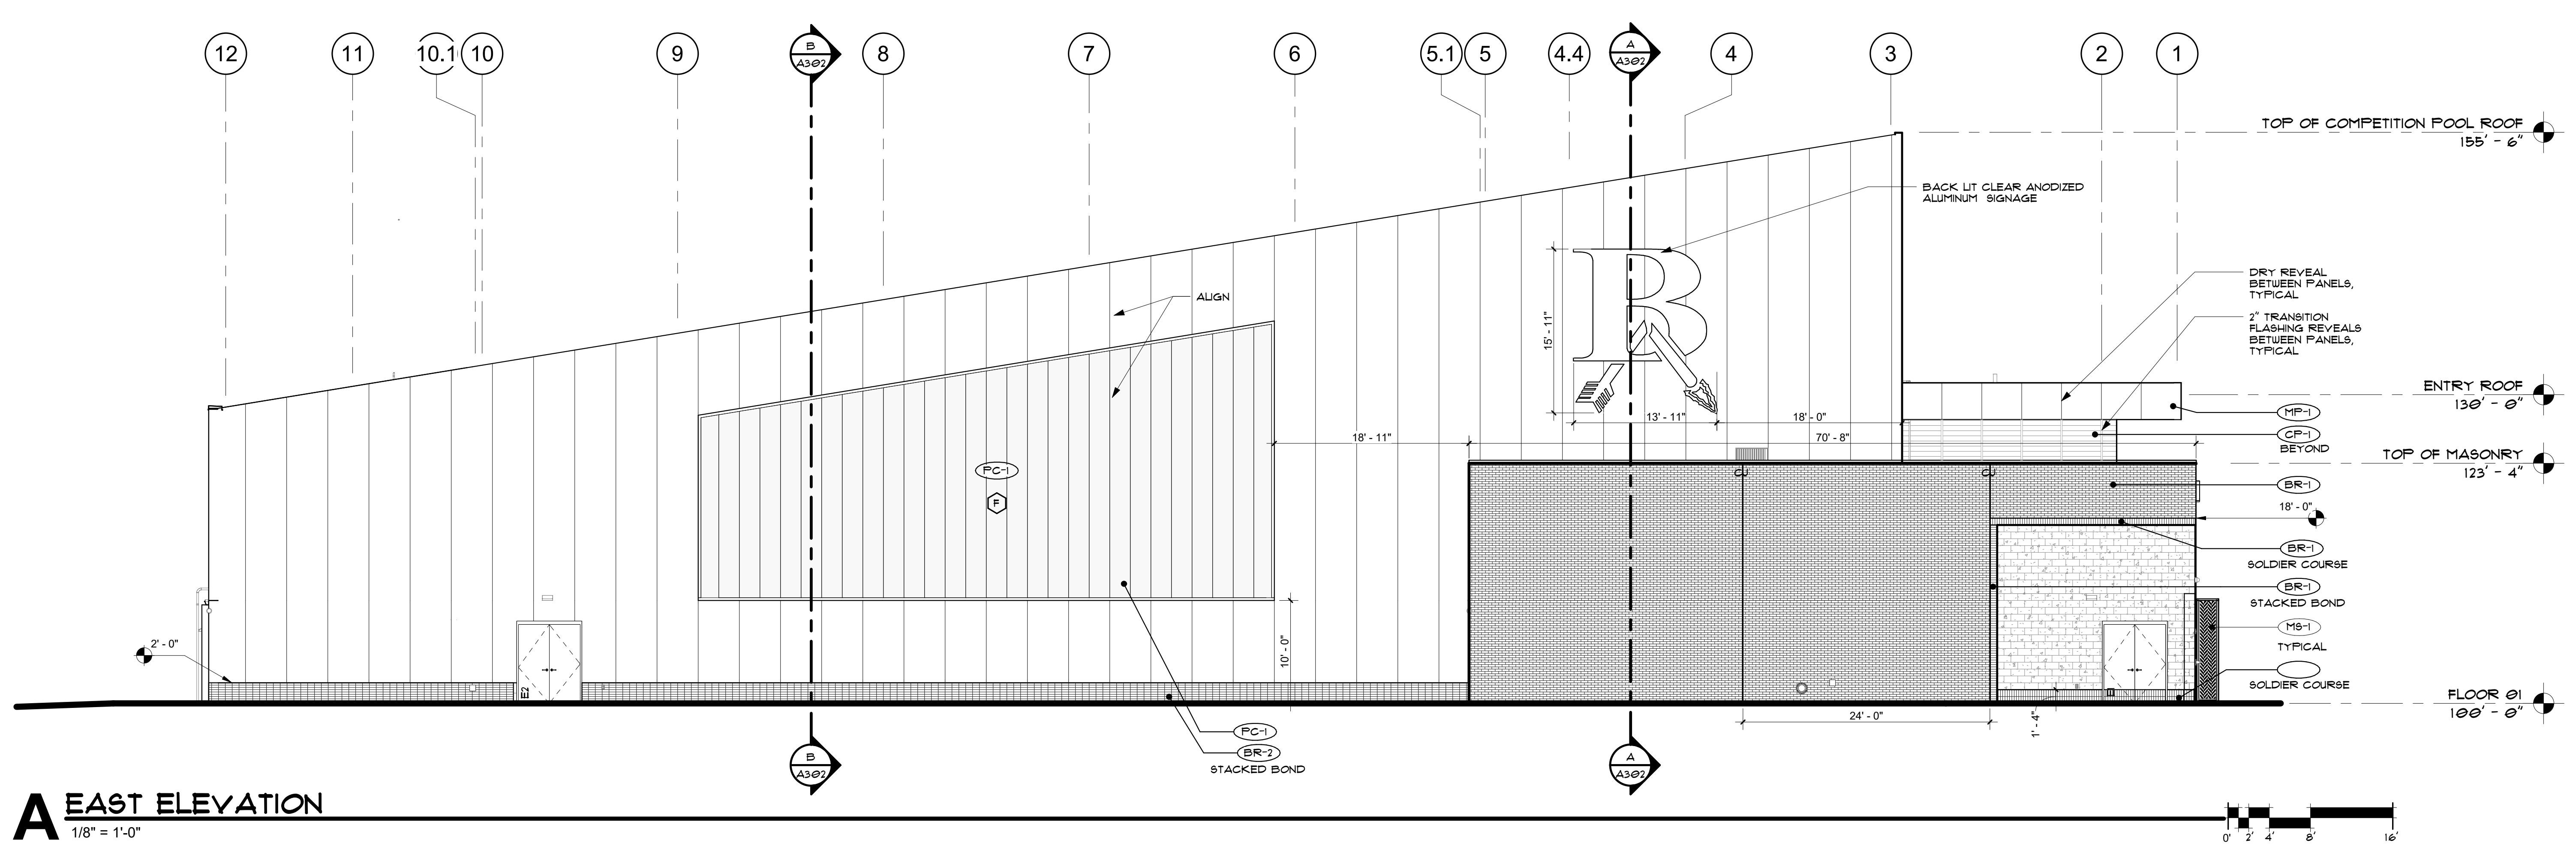 12
11
10.1
10
9
B
A302
8
7
6
5.1
5
4.4
A
A302
4
3
2
1
TOP OF COMPETITION POOL ROOF
155' - 6"
BACK LIT CLEAR ANODIZED
ALUMINUM SIGNAGE
DRY REVEAL
BETWEEN PANELS,
TYPICAL
ALIGN
15' - 11"
B
2" TRANSITION
FLASHING REVEALS
BETWEEN PANELS,
TYPICAL
ENTRY ROOF
130' - 0"
MP-1
13' - 11"
18' - 0"
18' - 11"
70' - 8"
CP-1
BEYOND
TOP OF MASONRY
123' - 4"
PC-1
F
CJ
CJ
BR-1
18' - 0"
BR-1
SOLDIER COURSE
BR-1
STACKED BOND
MS-1
TYPICAL
2' - 0"
10' - 0"
E2
SOLDIER COURSE
FLOOR 01
100' - 0"
24' - 0"
1' - 4"
PC-1
BR-2
STACKED BOND
B
A302
A
A302
A
EAST ELEVATION
1/8" = 1'-0"
0' 2' 4' 8' 16'